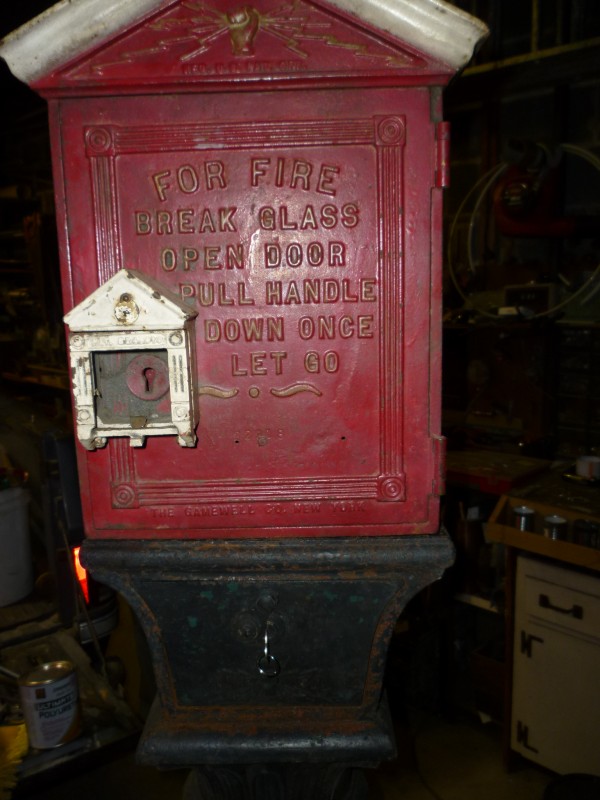 FOR FIRE
BREAK GLASS
OPEN DOOR
PULL HANDLE
DOWN ONCE
LET GO
THE GAMEWELL CO. NEW YORK